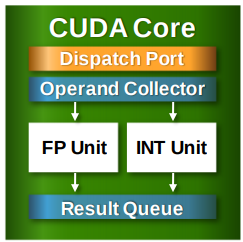 CUDA Core
Dispatch Port
Operand Collector
FP Unit
INT Unit
Result Queue